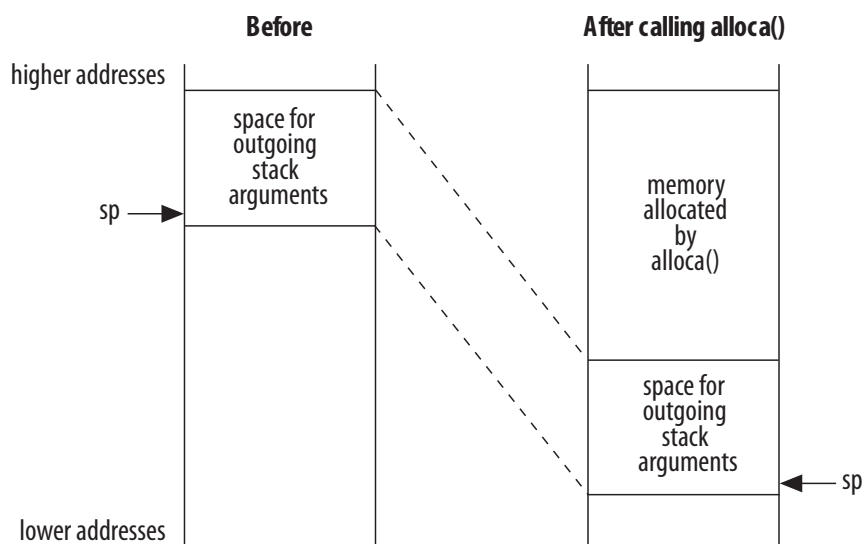 Before
After calling alloca()
higher addresses
space for
outgoing
stack
arguments
sp
memory
allocated
by
alloca()
space for
outgoing
stack
arguments
sp
lower addresses